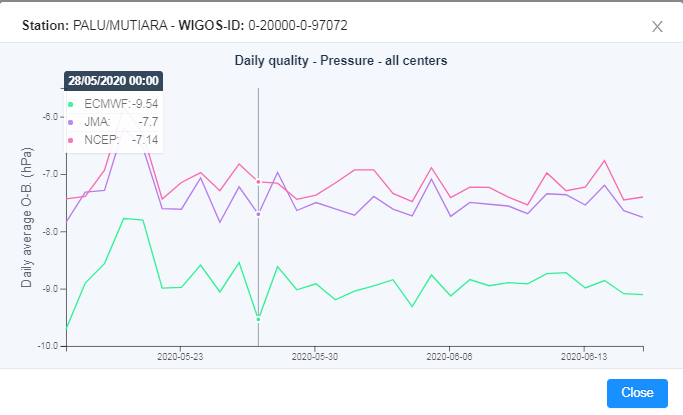 Station: PALU/MUTIARA - WIGOS-ID: 0-20000-0-97072
Daily quality - Pressure - all centers
28/05/2020 00:00
ECMWF: -9.54
JMA: -7.7
NCEP: -7.14
Daily average O-B. (hPa)
-6.0
-7.0
-8.0
-9.0
-10.0
2020-05-23
2020-05-30
2020-06-06
2020-06-13
Close